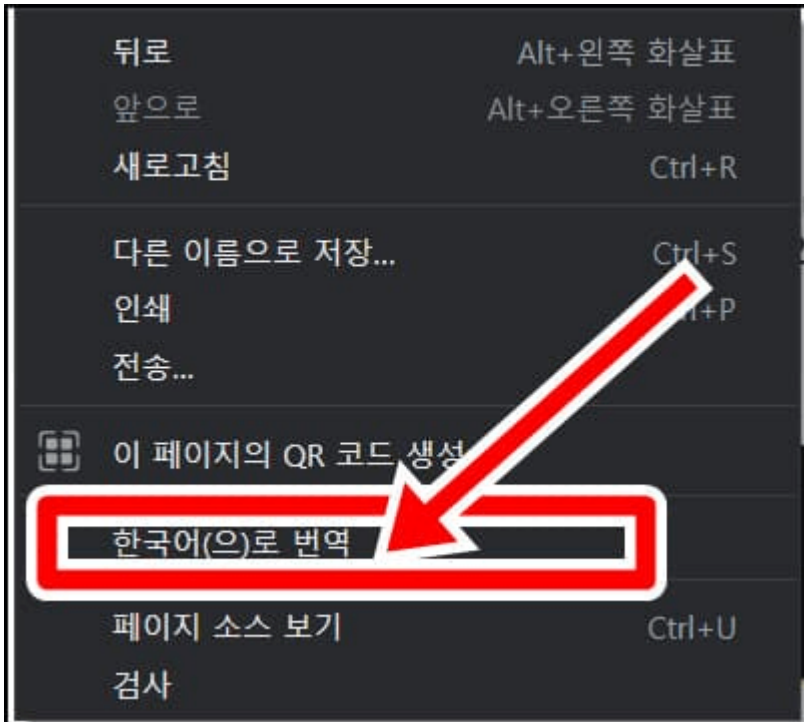 뒤로 Alt+왼쪽 화살표
앞으로 Alt+오른쪽 화살표
새로고침 Ctrl+R
다른 이름으로 저장... Ctrl+S
인쇄 +P
전송...
이 페이지의 QR 코드 생성
한국어(으)로 번역
페이지 소스 보기 Ctrl+U
검사